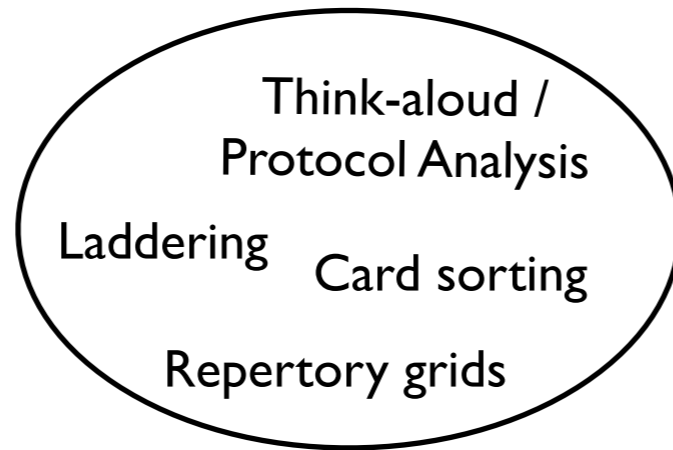 Think-aloud /
Protocol Analysis
Laddering
Card sorting
Repertory grids